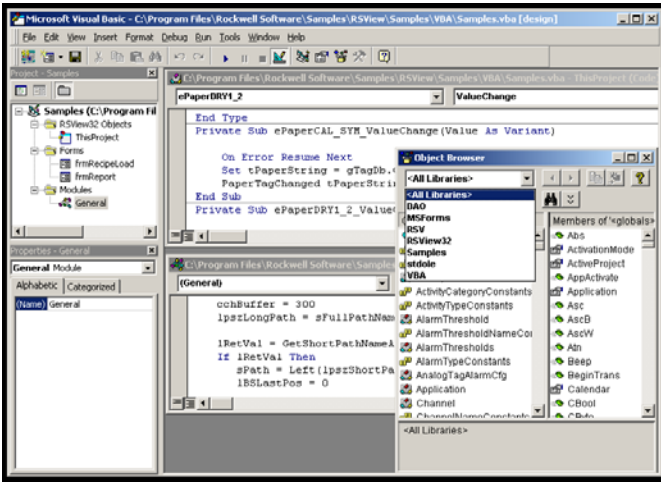 Microsoft Visual Basic - C:\Program Files\Rockwell Software\Samples\RSView\Samples\VBA\Samples.vba [design]
File Edit View Insert Format Debug Run Tools Window Help
Project - Samples
Samples (C:\Program Fil
RSView32 Objects
ThisProject
Forms
frmRecipeLoad
frmReport
Modules
General
Properties - General
General Module
Alphabetic Categorized
(Name) General
C:\Program Files\Rockwell Software\Samples\RSView\Samples\VBA\Samples.vba - ThisProject (Code)
ePaperDRY1_2 ValueChange
End Type
Private Sub ePaperCAL_SYM_ValueChange(Value As Variant)
On Error Resume Next
Set tPaperString = gTagDb.
PaperTagChanged tPaperStri
End Sub
Private Sub ePaperDRY1_2_Value
C:\Program Files\Rockwell Software\Sample
(General)
cchBuffer = 300
lpszLongPath = sFullPathNam
lRetVal = GetShortPathNameA
If lRetVal Then
sPath = Left(lpszShortPa
lBSLastPos = 0
Object Browser
<All Libraries>
<All Libraries>
DAO
MSForms
RSV
RSView32
Samples
stdole
VBA
ActivityCategoryConstants
ActivityTypeConstants
AlarmThreshold
AlarmThresholdNameCon
AlarmThresholds
AlarmTypeConstants
AnalogTagAlarmCfg
Application
Channel
ChannelNameConstants
Members of '<globals>
Abs
ActivationMode
ActiveProject
AppActivate
Application
Asc
AscB
AscW
Atn
Beep
BeginTrans
Calendar
CBool
CByte
<All Libraries>